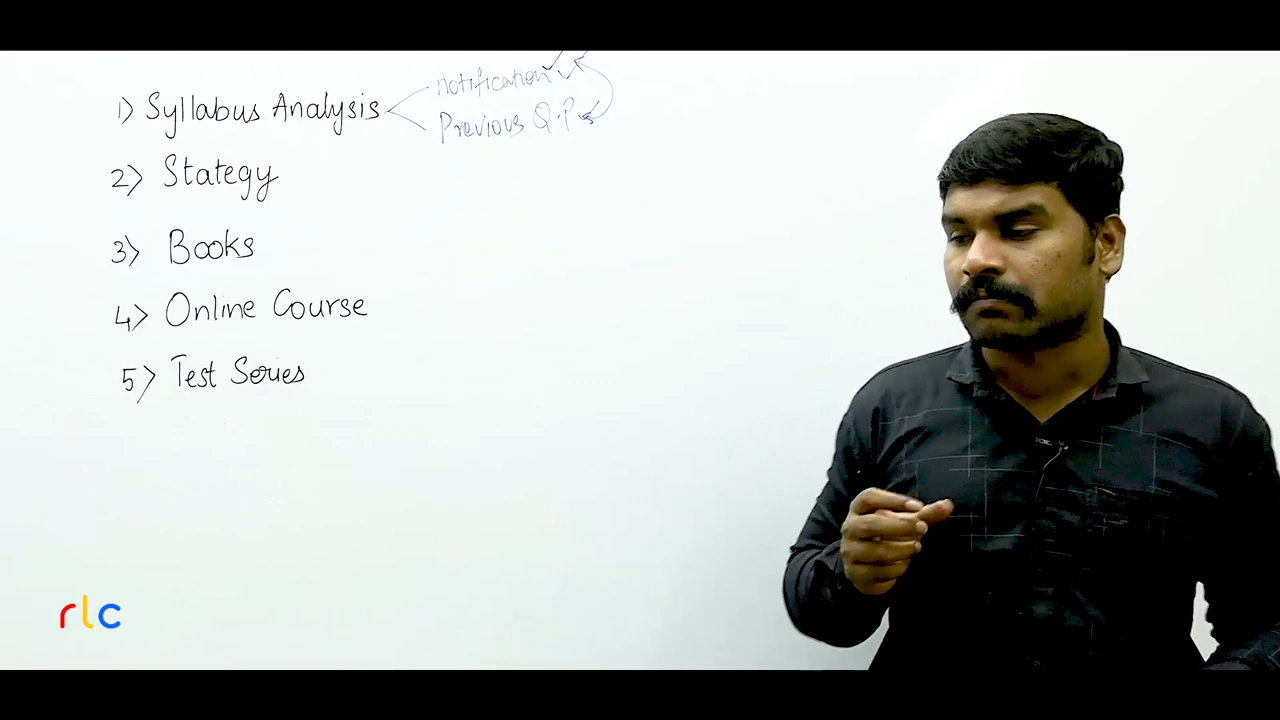 notification
1) Syllabus Analysis
Previous Q.P
2) Stategy
3) Books
4) Online Course
5) Test Series
rlc